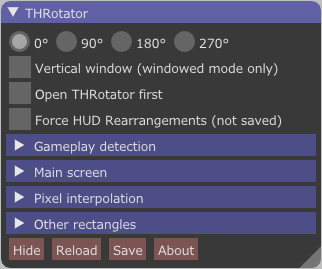 THRotator
0° 90° 180° 270°
Vertical window (windowed mode only)
Open THRotator first
Force HUD Rearrangements (not saved)
Gameplay detection
Main screen
Pixel interpolation
Other rectangles
Hide Reload Save About